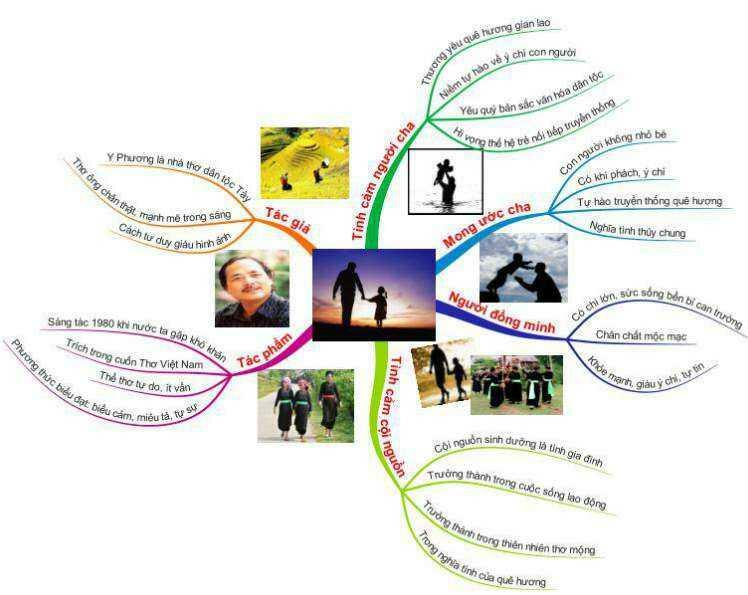 Tình cảm người cha
Thương yêu quê hương gian lao
Niềm tự hào về ý chí con người
Yêu quý bản sắc văn hóa dân tộc
Hi vọng thế hệ trẻ nối tiếp truyền thống
Mong ước cha
Con người không nhỏ bé
Có khí phách, ý chí
Tự hào truyền thống quê hương
Nghĩa tình thủy chung
Người đồng mình
Có chí lớn, sức sống bền bỉ can trường
Chân chất mộc mạc
Khỏe mạnh, giàu ý chí, tự tin
Tình cảm cội nguồn
Cội nguồn sinh dưỡng là tình gia đình
Trưởng thành trong cuộc sống lao động
Trưởng thành trong thiên nhiên thơ mộng
Trong nghĩa tình của quê hương
Tác phẩm
Sáng tác 1980 khi nước ta gặp khó khăn
Trích trong cuốn Thơ Việt Nam
Thể thơ tự do, ít vần
Phương thức biểu đạt: biểu cảm, miêu tả, tự sự
Tác giả
Y Phương là nhà thơ dân tộc Tày
Thơ ông chân thật, mạnh mẽ trong sáng
Cách tư duy giàu hình ảnh